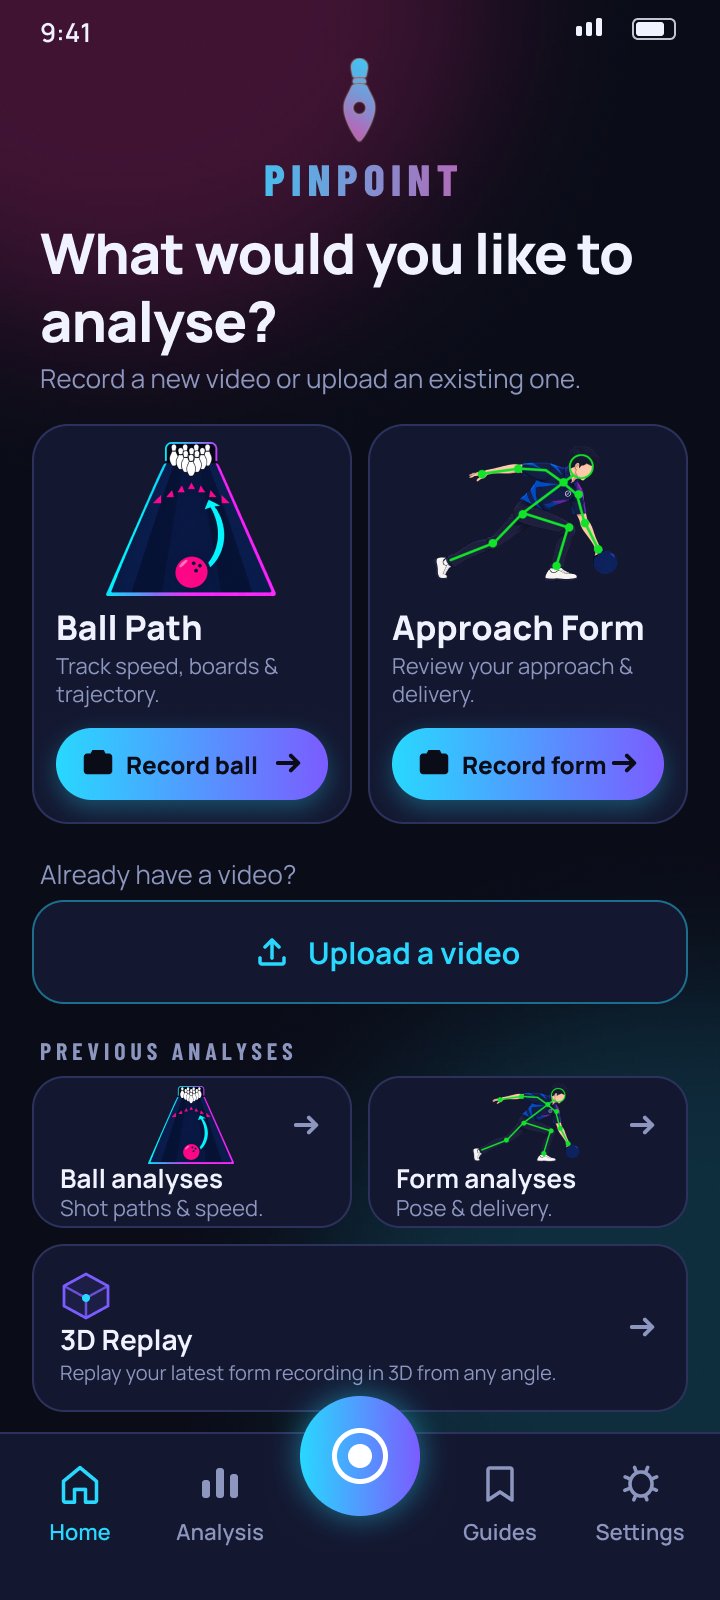 9:41
PINPOINT
What would you like to
analyse?
Record a new video or upload an existing one.
Ball Path
Track speed, boards &
trajectory.
Record ball
Approach Form
Review your approach &
delivery.
Record form
Already have a video?
Upload a video
PREVIOUS ANALYSES
Ball analyses
Shot paths & speed.
Form analyses
Pose & delivery.
3D Replay
Replay your latest form recording in 3D from any angle.
Home
Analysis
Guides
Settings